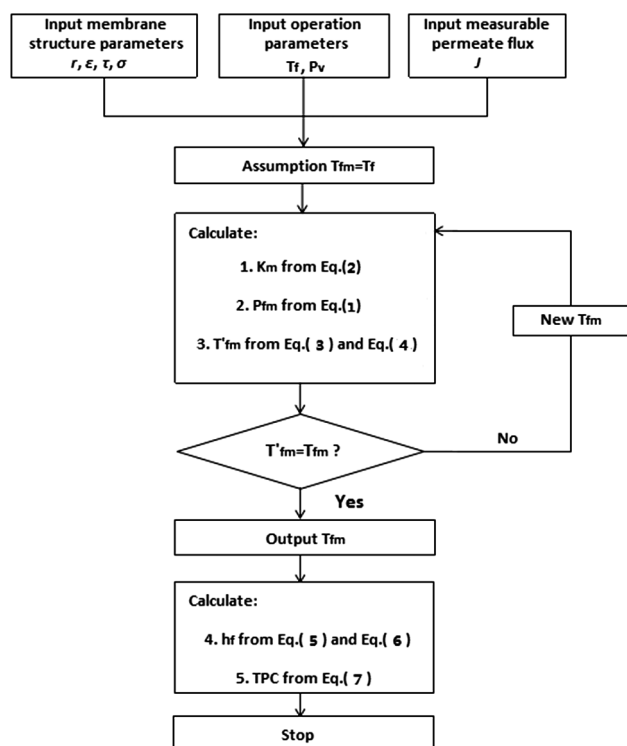 Input membrane
structure parameters
r, ε, τ, σ
Input operation
parameters
Tf , Pv
Input measurable
permeate flux
J
Assumption Tfm=Tf
Calculate:
1. Km from Eq.(2)
2. Pfm from Eq.(1)
3. T'fm from Eq.( 3 ) and Eq.( 4 )
New Tfm
T'fm=Tfm ?
No
Yes
Output Tfm
Calculate:
4. hf from Eq.( 5 ) and Eq.( 6 )
5. TPC from Eq.( 7 )
Stop